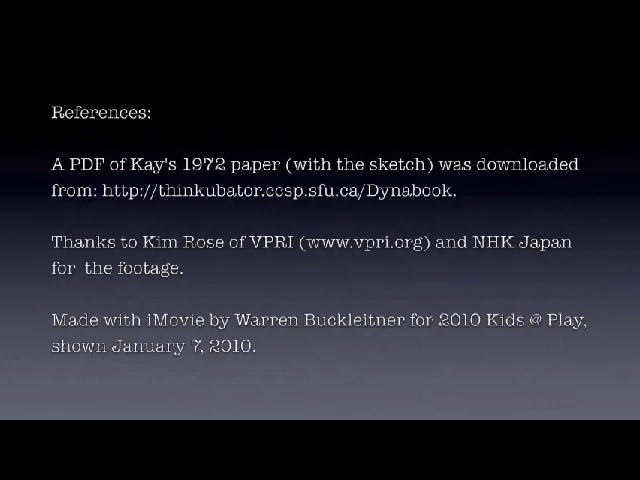 References:
A PDF of Kay's 1972 paper (with the sketch) was downloaded
from: http://thinkubator.ccsp.sfu.ca/Dynabook.
Thanks to Kim Rose of VPRI (www.vpri.org) and NHK Japan
for the footage.
Made with iMovie by Warren Buckleitner for 2010 Kids @ Play,
shown January 7, 2010.